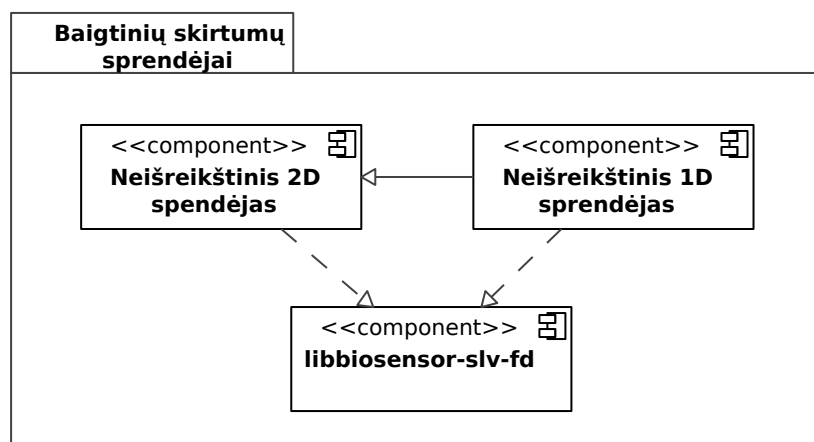 Baigtinių skirtumų
sprendėjai
<<component>>
Neišreikštinis 2D
spendėjas
<<component>>
Neišreikštinis 1D
sprendėjas
<<component>>
libbiosensor-slv-fd